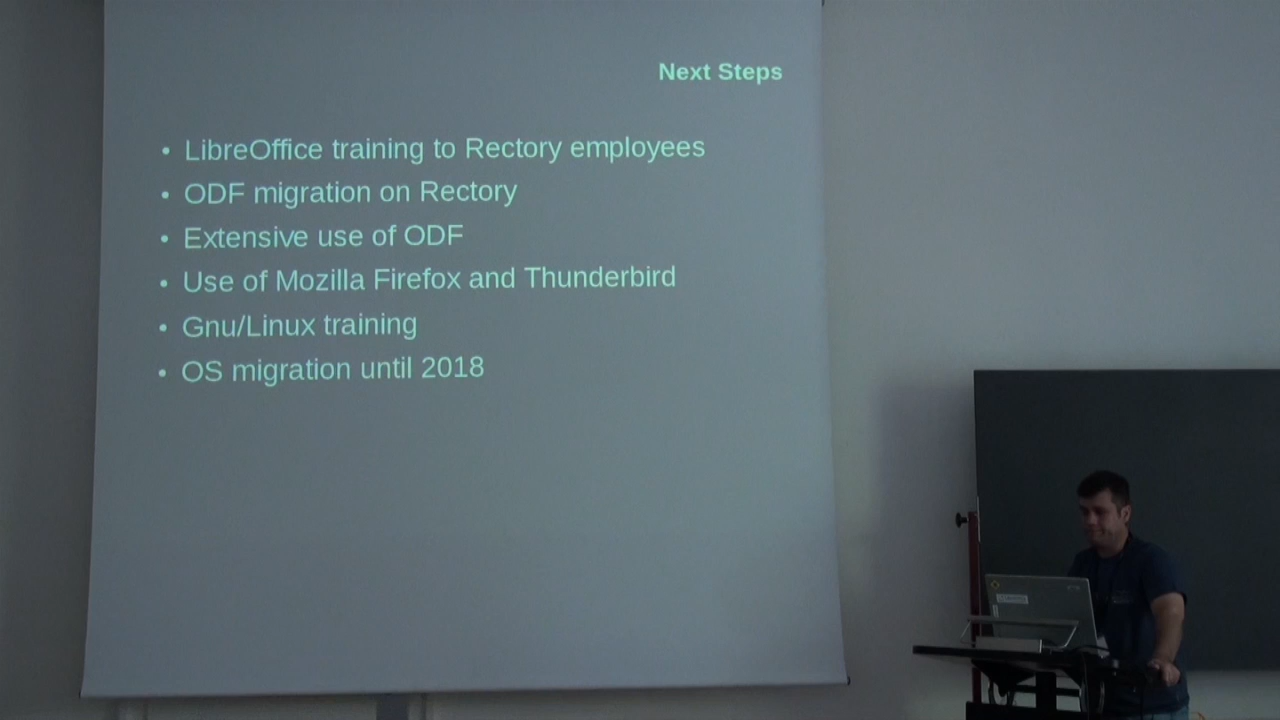 Next Steps
• LibreOffice training to Rectory employees
• ODF migration on Rectory
• Extensive use of ODF
• Use of Mozilla Firefox and Thunderbird
• Gnu/Linux training
• OS migration until 2018